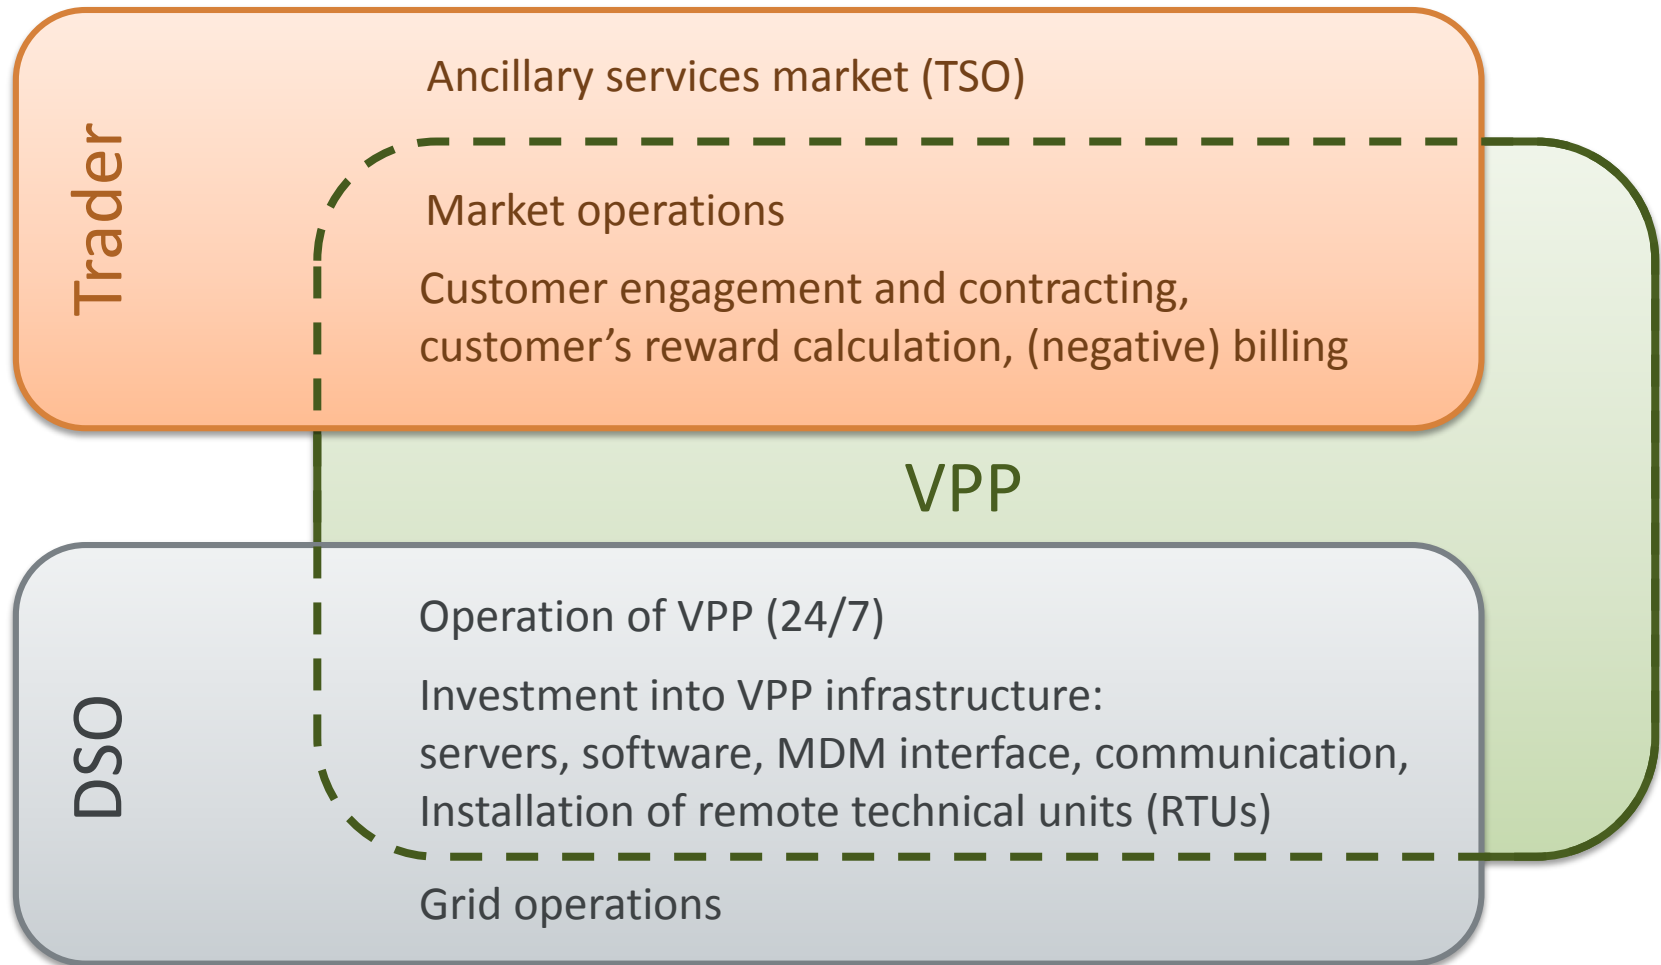 Trader
Ancillary services market (TSO)
Market operations
Customer engagement and contracting,
customer’s reward calculation, (negative) billing
VPP
DSO
Operation of VPP (24/7)
Investment into VPP infrastructure:
servers, software, MDM interface, communication,
Installation of remote technical units (RTUs)
Grid operations